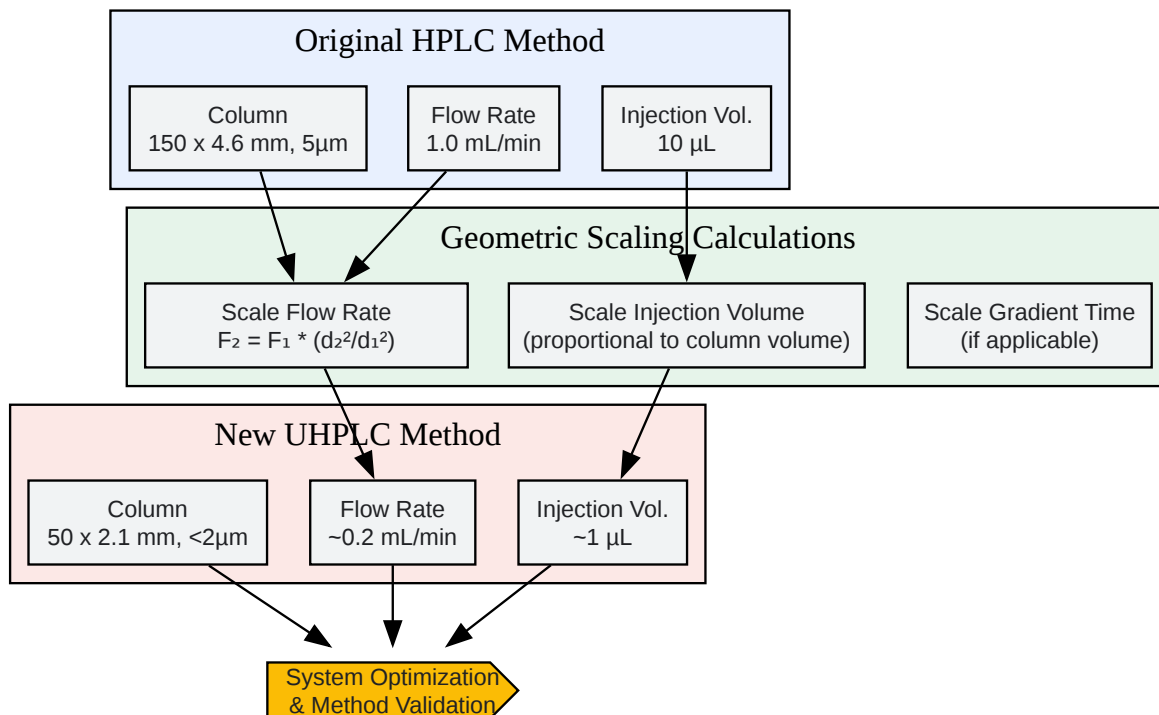 Original HPLC Method
Column
150 x 4.6 mm, 5µm
Flow Rate
1.0 mL/min
Injection Vol.
10 µL
Geometric Scaling Calculations
Scale Flow Rate
F₂ = F₁ * (d₂²/d₁²)
Scale Injection Volume
(proportional to column volume)
Scale Gradient Time
(if applicable)
New UHPLC Method
Column
50 x 2.1 mm, <2µm
Flow Rate
~0.2 mL/min
Injection Vol.
~1 µL
System Optimization
& Method Validation